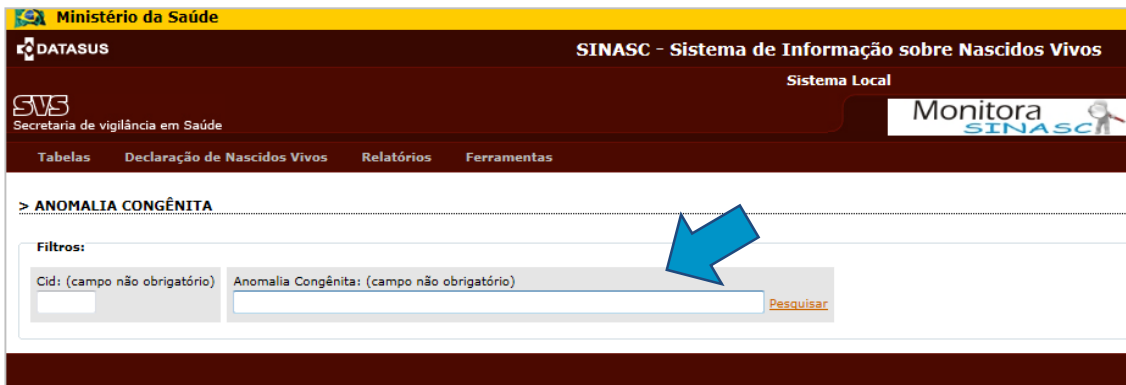 Ministério da Saúde
DATASUS
SINASC - Sistema de Informação sobre Nascidos Vivos
Sistema Local
SVS
Secretaria de vigilância em Saúde
Monitora
SINASC
Tabelas Declaração de Nascidos Vivos Relatórios Ferramentas
> ANOMALIA CONGÊNITA
Filtros:
Cid: (campo não obrigatório) Anomalia Congênita: (campo não obrigatório)
Pesquisar